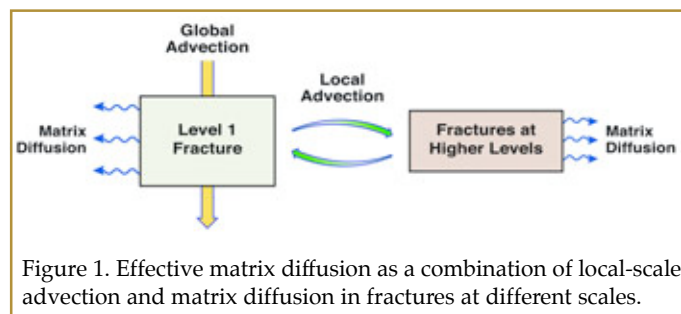 Global
Advection
Local
Advection
Matrix
Diffusion
Level 1
Fracture
Fractures at
Higher Levels
Matrix
Diffusion
Figure 1. Effective matrix diffusion as a combination of local-scale
advection and matrix diffusion in fractures at different scales.